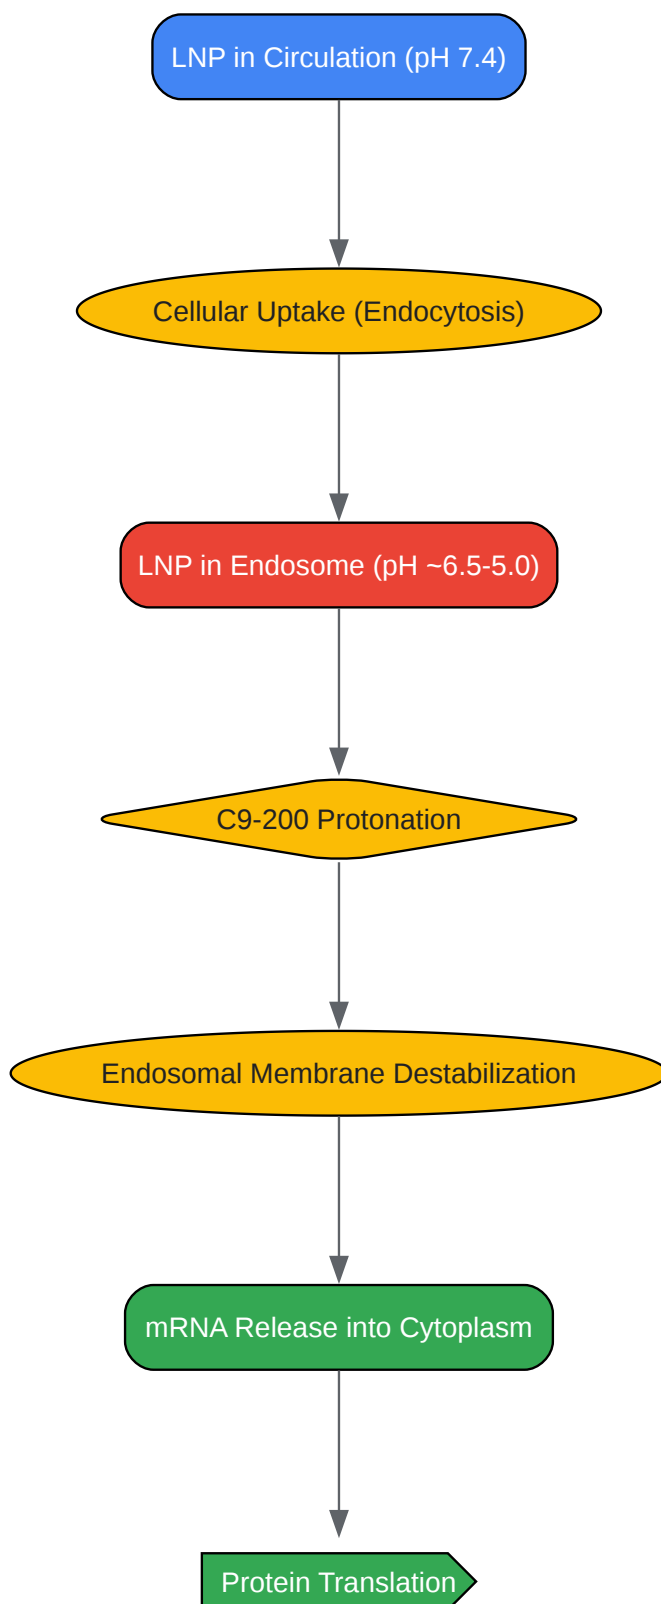 LNP in Circulation (pH 7.4)
Cellular Uptake (Endocytosis)
LNP in Endosome (pH ~6.5-5.0)
C9-200 Protonation
Endosomal Membrane Destabilization
mRNA Release into Cytoplasm
Protein Translation